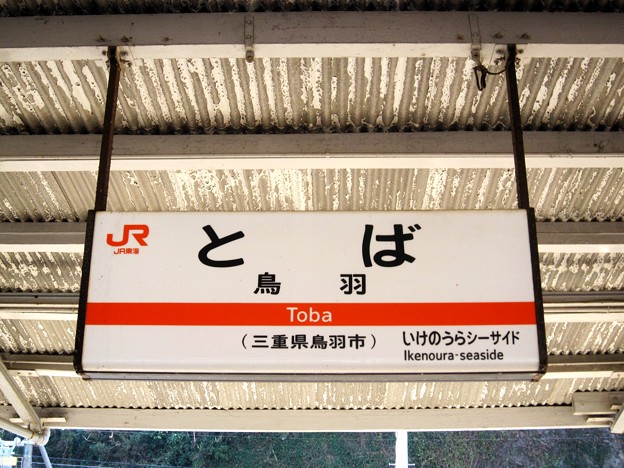 JR
JR東海
とば
鳥羽
Toba
(三重県鳥羽市)
いけのうらシーサイド
Ikenoura-seaside